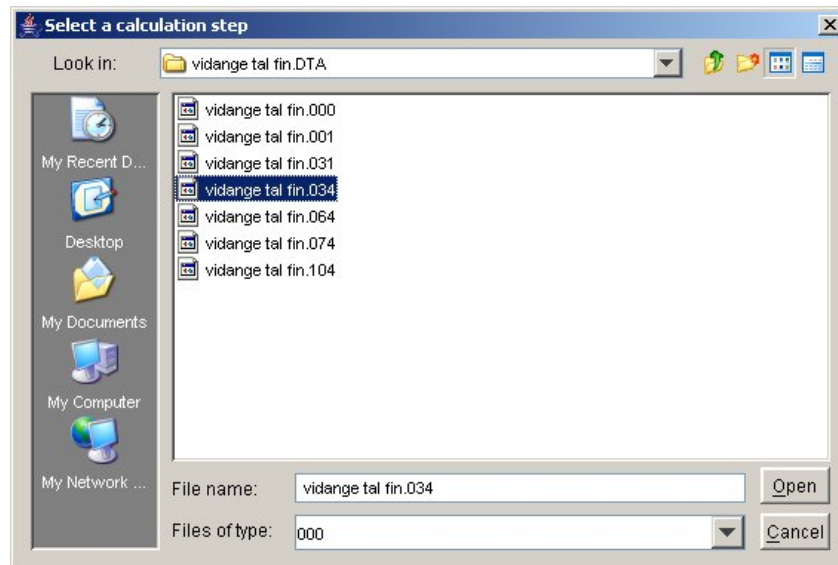 Select a calculation step
Look in:
vidange tal fin.DTA
My Recent D...
Desktop
My Documents
My Computer
My Network ...
vidange tal fin.000
vidange tal fin.001
vidange tal fin.031
vidange tal fin.034
vidange tal fin.064
vidange tal fin.074
vidange tal fin.104
File name:
vidange tal fin.034
Open
Files of type:
000
Cancel